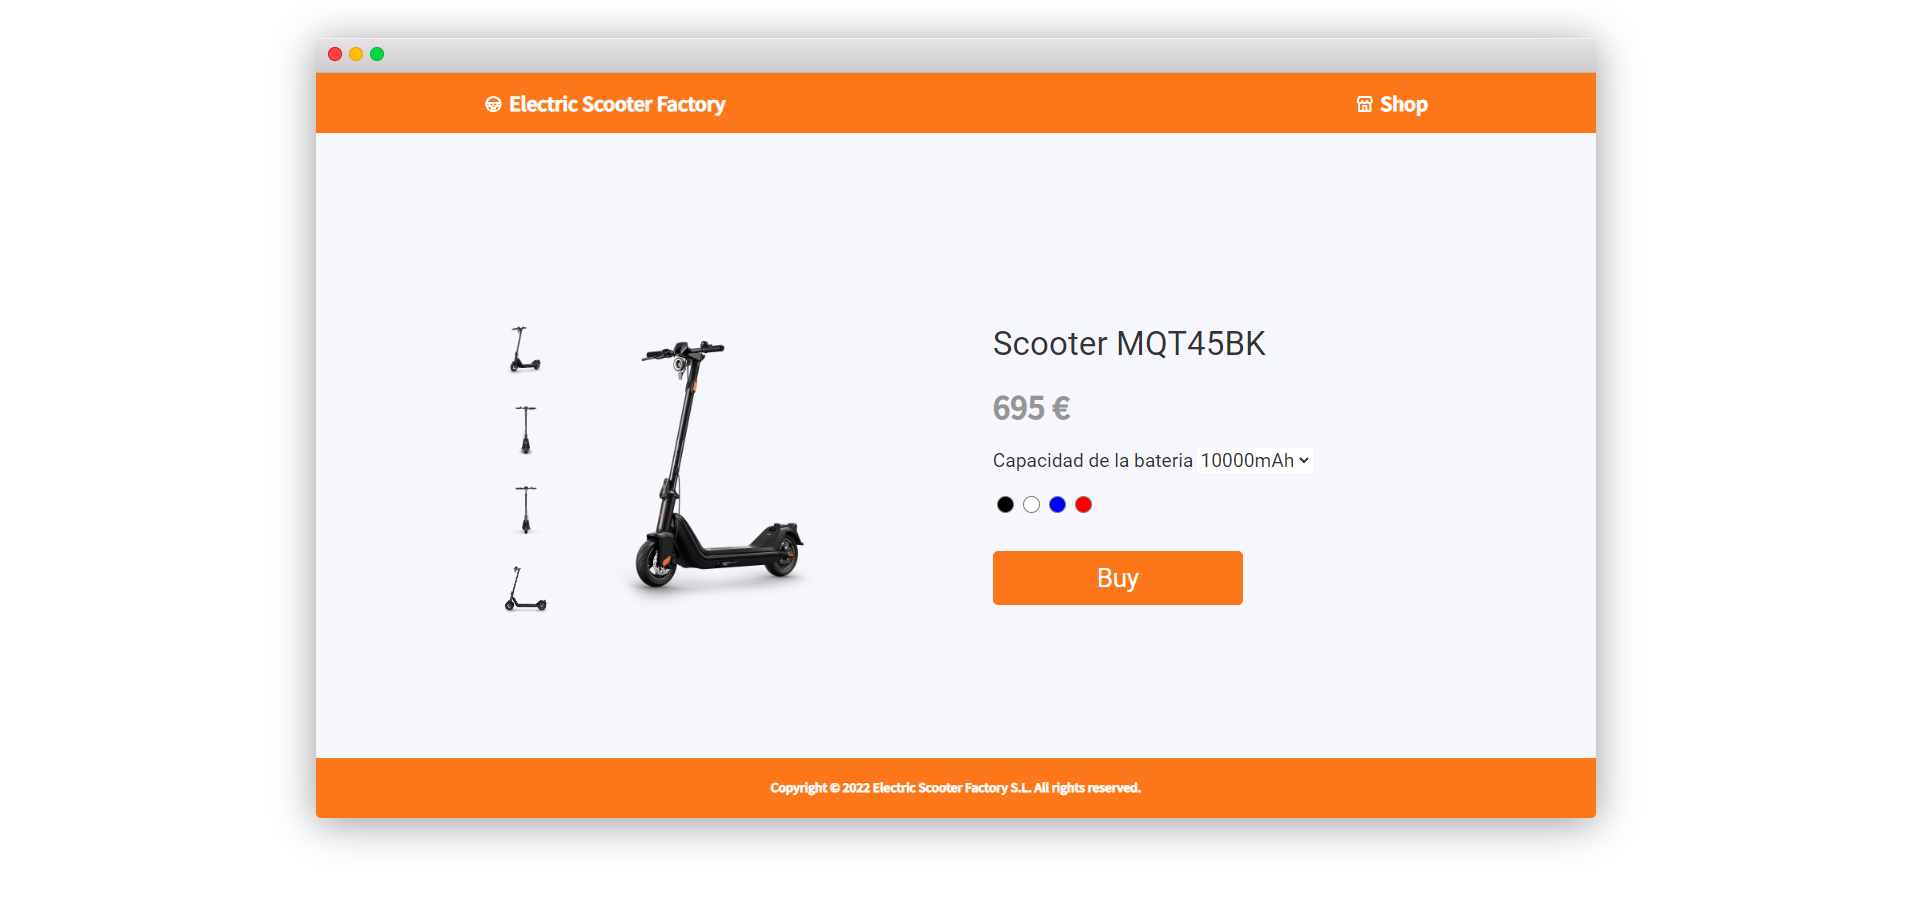 Electric Scooter Factory
Shop
Scooter MQT45BK
695 €
Capacidad de la bateria 10000mAh
Buy
Copyright © 2022 Electric Scooter Factory S.L. All rights reserved.